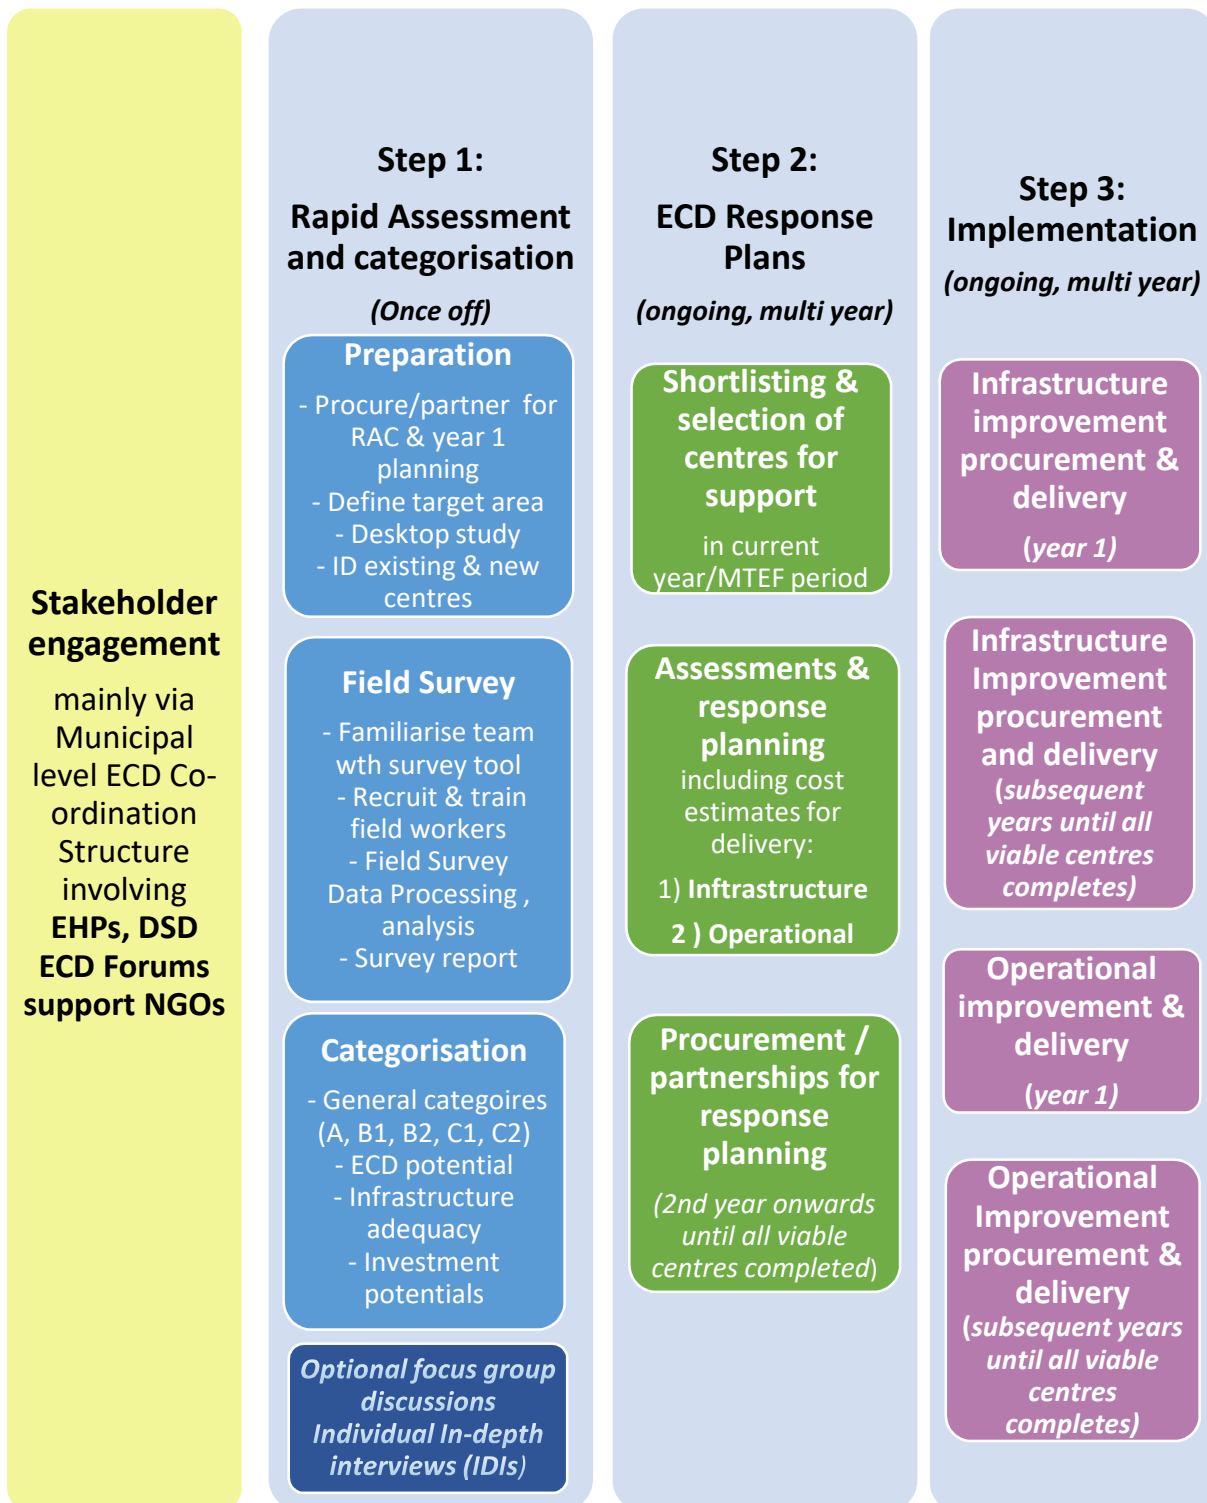 Stakeholder
engagement
mainly via
Municipal
level ECD Co-
ordination
Structure
involving
EHPs, DSD
ECD Forums
support NGOs
Step 1:
Rapid Assessment
and categorisation
(Once off)
Preparation
- Procure/partner for
RAC & year 1
planning
- Define target area
- Desktop study
- ID existing & new
centres
Field Survey
- Familiarise team
wth survey tool
- Recruit & train
field workers
- Field Survey
Data Processing ,
analysis
- Survey report
Categorisation
- General categoires
(A, B1, B2, C1, C2)
- ECD potential
- Infrastructure
adequacy
- Investment
potentials
Optional focus group
discussions
Individual In-depth
interviews (IDIs)
Step 2:
ECD Response
Plans
(ongoing, multi year)
Shortlisting &
selection of
centres for
support
in current
year/MTEF period
Assessments &
response
planning
including cost
estimates for
delivery:
1) Inftrastructure
2 ) Operational
Procurement /
partnerships for
response
planning
(2nd year onwards
until all viable
centres completed)
Step 3:
Implementation
(ongoing, multi year)
Infrastructure
improvement
procurement &
delivery
(year 1)
Infrastructure
Improvement
procurement
and delivery
(subsequent
years until all
viable centres
completes)
Operational
improvement &
delivery
(year 1)
Operational
Improvement
procurement &
delivery
(subsequent years
until all viable
centres
completes)